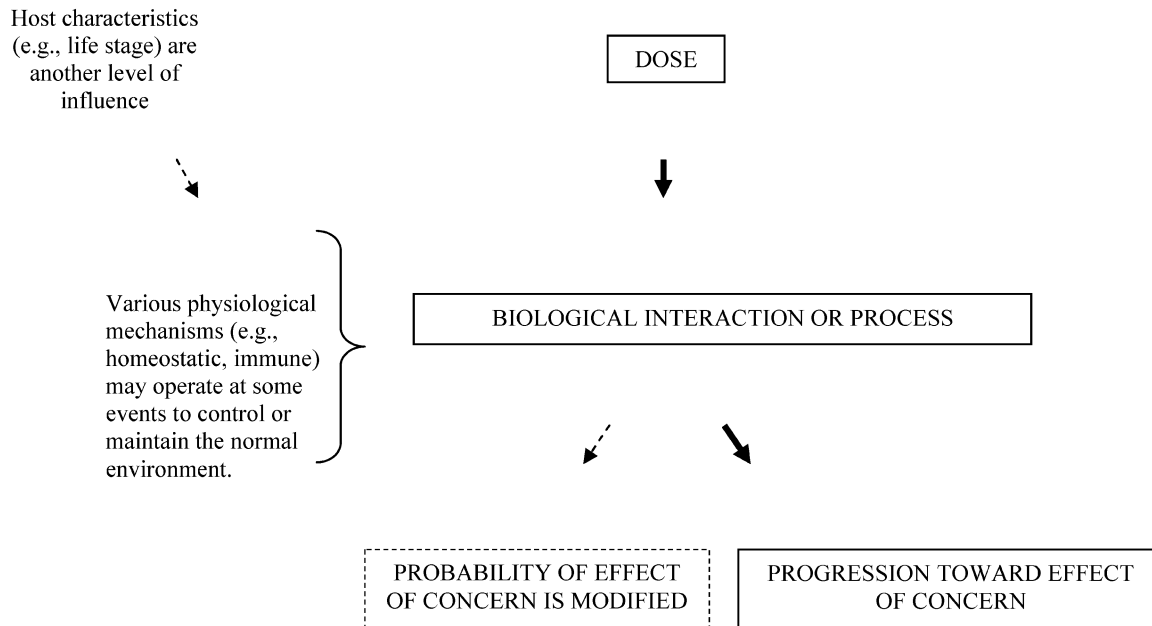 Host characteristics
(e.g., life stage) are
another level of
influence
DOSE
Various physiological
mechanisms (e.g.,
homeostatic, immune)
may operate at some
events to control or
maintain the normal
environment.
BIOLOGICAL INTERACTION OR PROCESS
PROBABILITY OF EFFECT
OF CONCERN IS MODIFIED
PROGRESSION TOWARD EFFECT
OF CONCERN